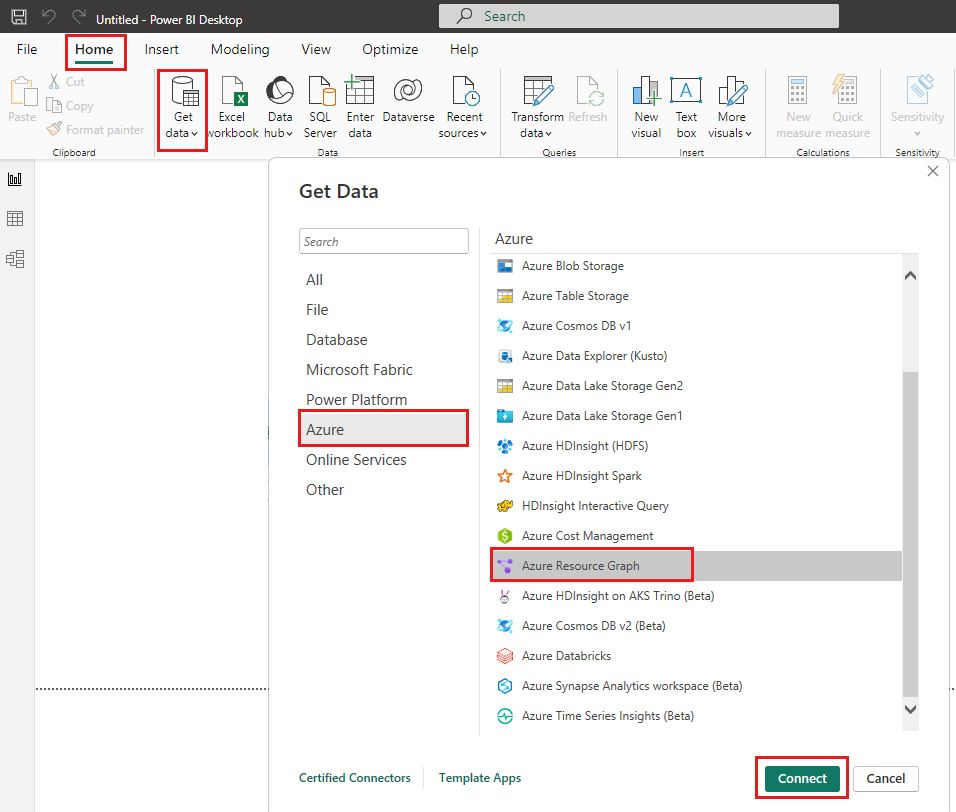 Untitled - Power BI Desktop
Search
File Home Insert Modeling View Optimize Help
Paste
Cut
Copy
Format painter
Clipboard
Get data
Excel workbook
Data hub
SQL Server
Enter data
Dataverse
Recent sources
Data
Transform data
Refresh
Queries
New visual
Text box
More visuals
Insert
New measure
Quick measure
Calculations
Sensitivity
Sensitivity
Get Data
Search
All
File
Database
Microsoft Fabric
Power Platform
Azure
Online Services
Other
Azure
Azure Blob Storage
Azure Table Storage
Azure Cosmos DB v1
Azure Data Explorer (Kusto)
Azure Data Lake Storage Gen2
Azure Data Lake Storage Gen1
Azure HDInsight (HDFS)
Azure HDInsight Spark
HDInsight Interactive Query
Azure Cost Management
Azure Resource Graph
Azure HDInsight on AKS Trino (Beta)
Azure Cosmos DB v2 (Beta)
Azure Databricks
Azure Synapse Analytics workspace (Beta)
Azure Time Series Insights (Beta)
Certified Connectors
Template Apps
Connect
Cancel